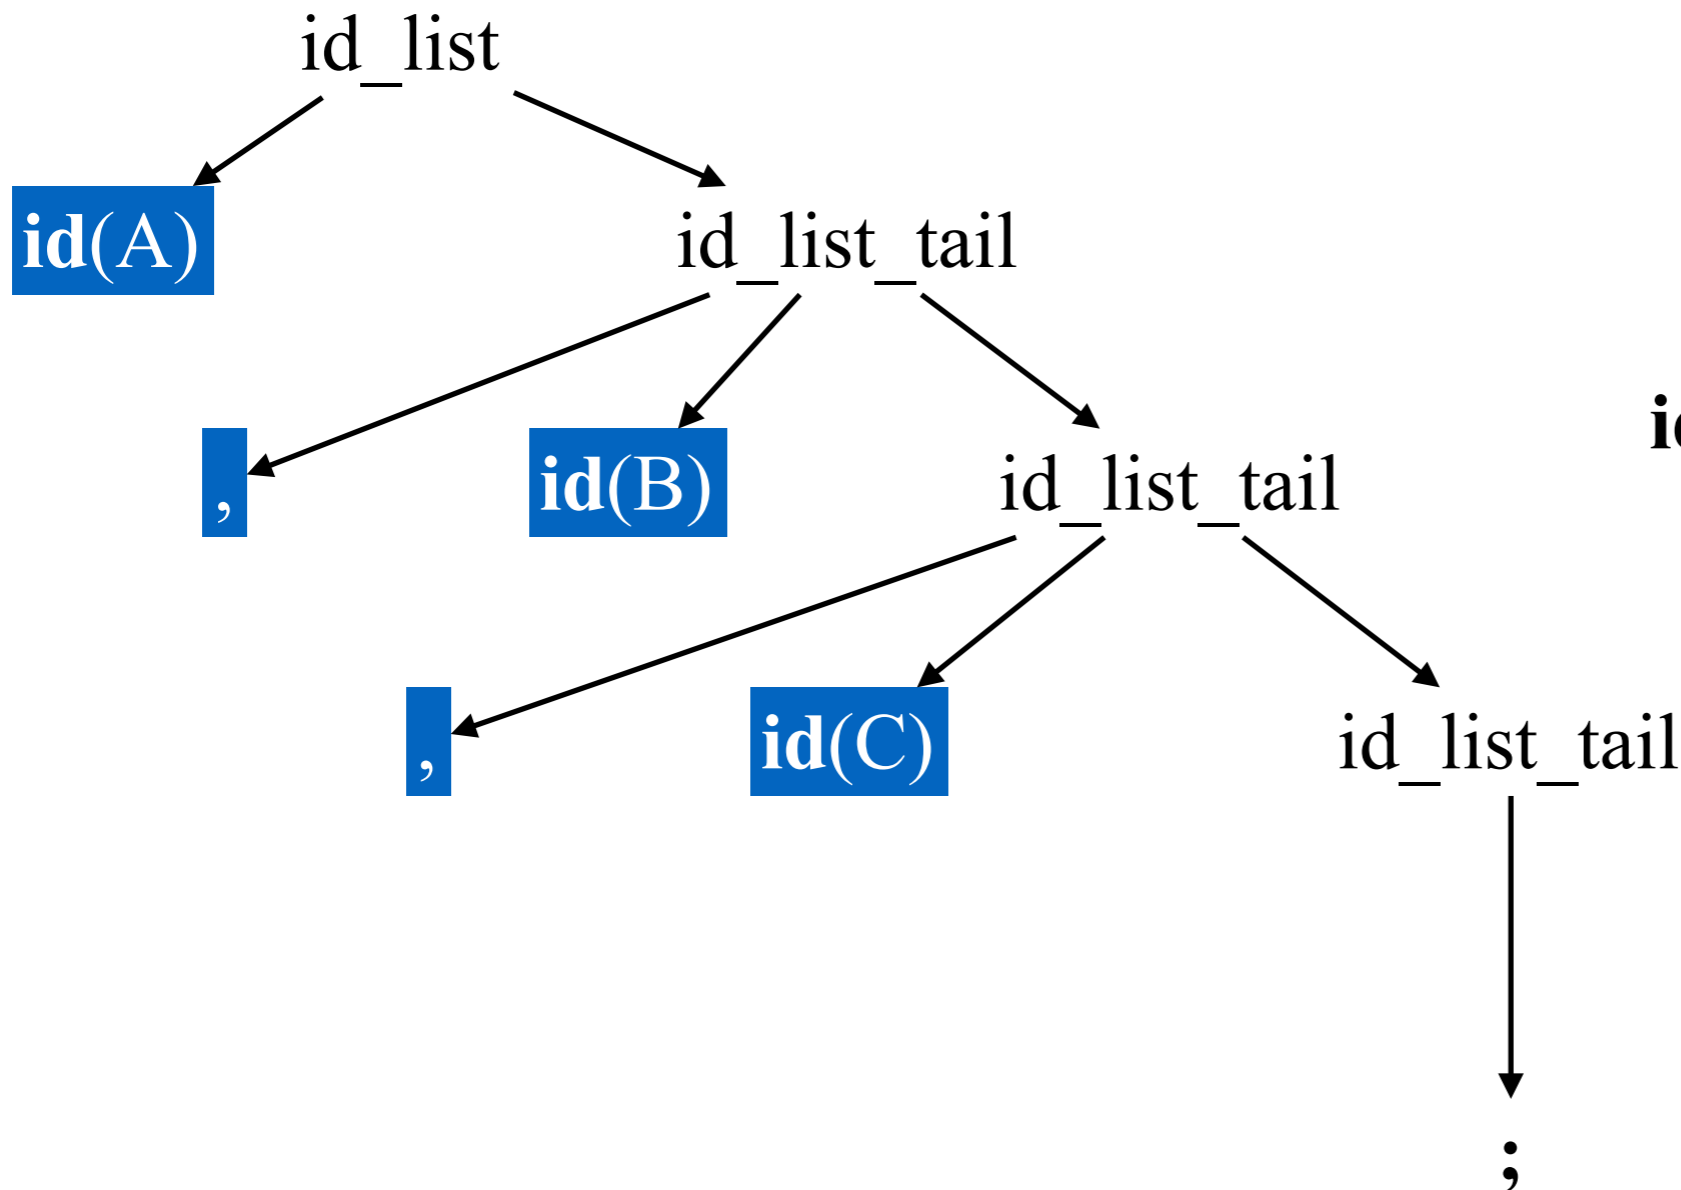 id_list
id(A)
id_list_tail
, id(B) id_list_tail
, id(C) id_list_tail
;